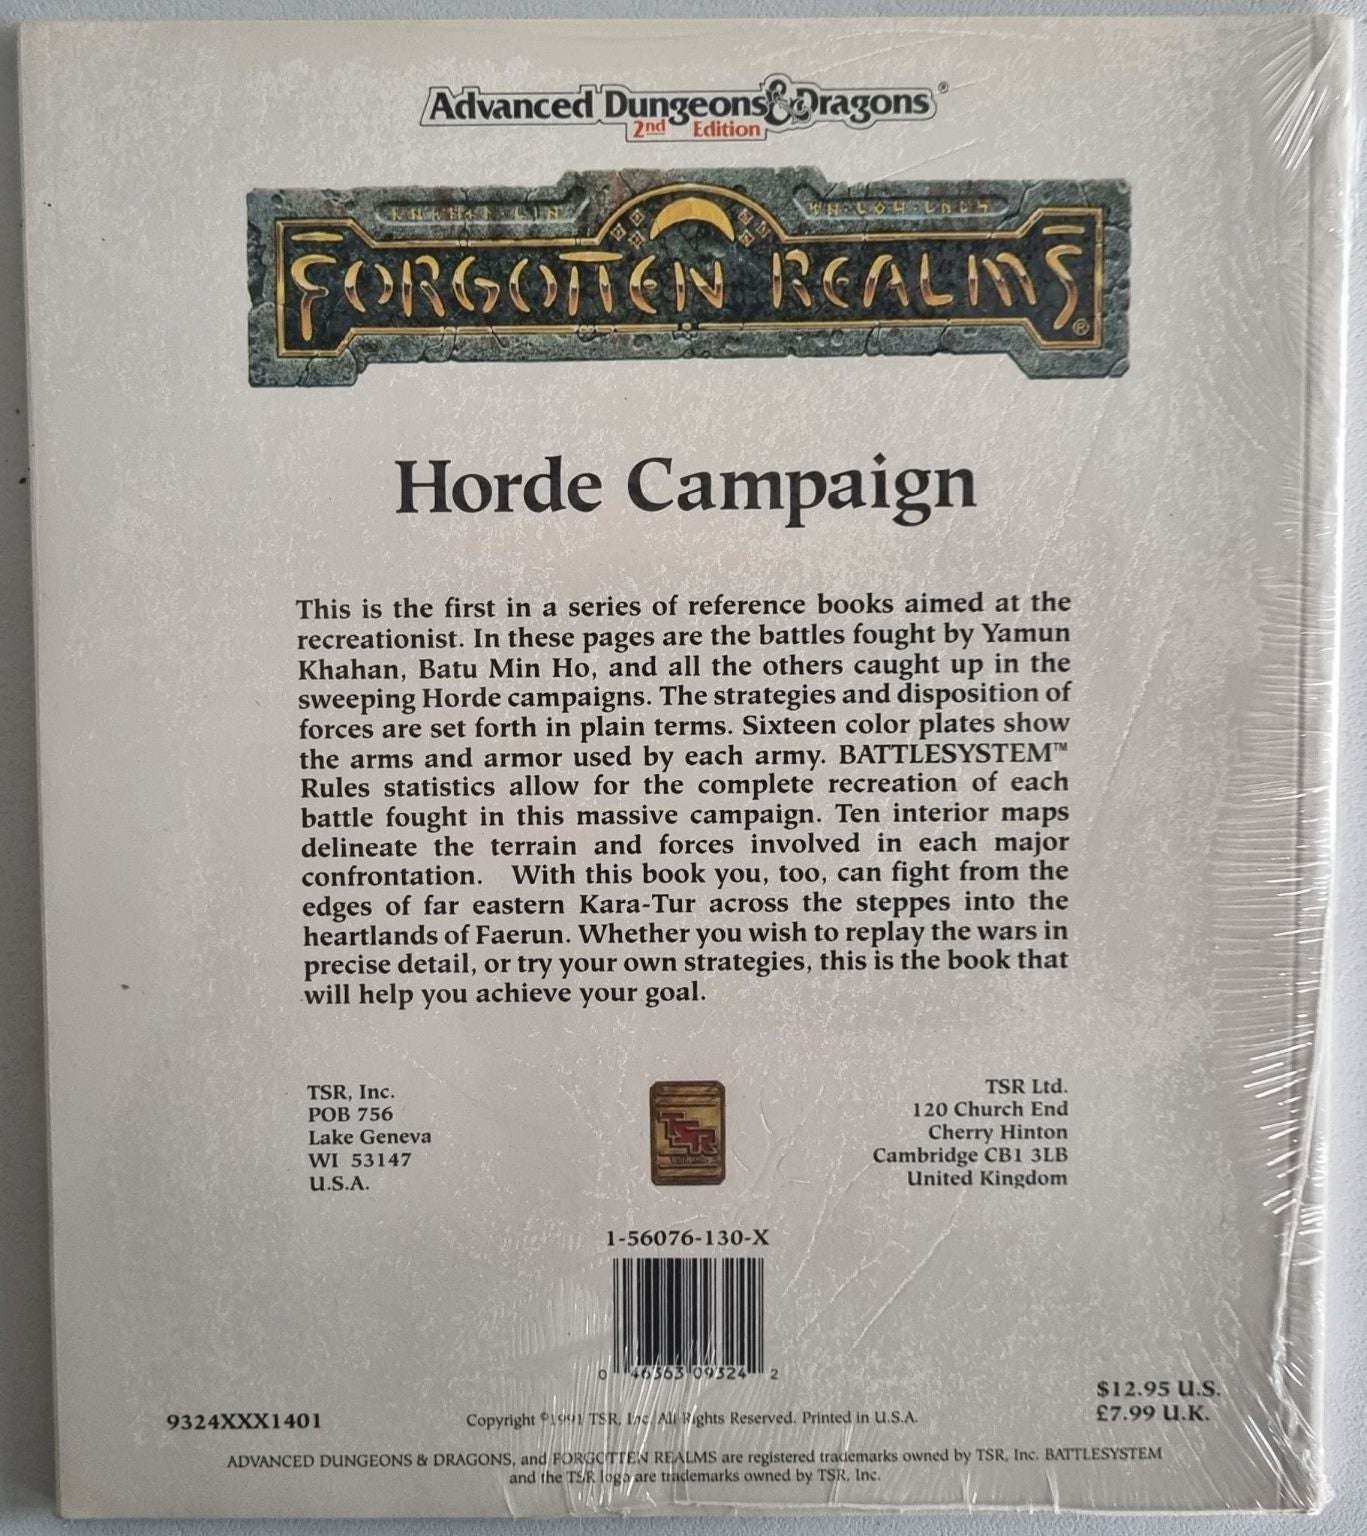 Advanced Dungeons & Dragons®
2nd Edition
FORGOTTEN REALMS®
Horde Campaign
This is the first in a series of reference books aimed at the
recreationist. In these pages are the battles fought by Yamun
Khahan, Batu Min Ho, and all the others caught up in the
sweeping Horde campaigns. The strategies and disposition of
forces are set forth in plain terms. Sixteen color plates show
the arms and armor used by each army. BATTLESYSTEM™
Rules statistics allow for the complete recreation of each
battle fought in this massive campaign. Ten interior maps
delineate the terrain and forces involved in each major
confrontation. With this book you, too, can fight from the
edges of far eastern Kara-Tur across the steppes into the
heartlands of Faerun. Whether you wish to replay the wars in
precise detail, or try your own strategies, this is the book that
will help you achieve your goal.
TSR, Inc.
POB 756
Lake Geneva
WI 53147
U.S.A.
TSR
TSR Ltd.
120 Church End
Cherry Hinton
Cambridge CB1 3LB
United Kingdom
1-56076-130-X
0 46363 09324 2
$12.95 U.S.
£7.99 U.K.
9324XXX1401
Copyright ©1991 TSR, Inc. All Rights Reserved. Printed in U.S.A.
ADVANCED DUNGEONS & DRAGONS, and FORGOTTEN REALMS are registered trademarks owned by TSR, Inc. BATTLESYSTEM
and the TSR logo are trademarks owned by TSR, Inc.